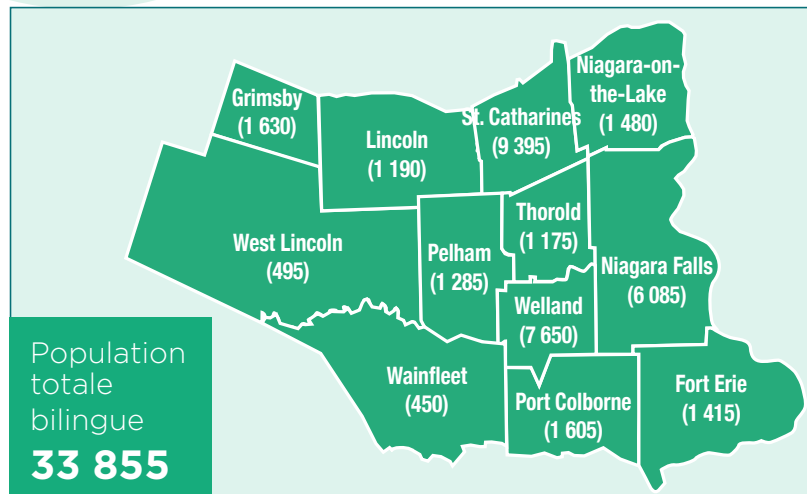 Niagara-on-
the-Lake
(1 480)
Grimsby
(1 630)
St. Catharines
(9 395)
Lincoln
(1 190)
Thorold
(1 175)
West Lincoln
(495)
Pelham
(1 285)
Niagara Falls
(6 085)
Welland
(7 650)
Wainfleet
(450)
Port Colborne
(1 605)
Fort Erie
(1 415)
Population
totale
bilingue
33 855